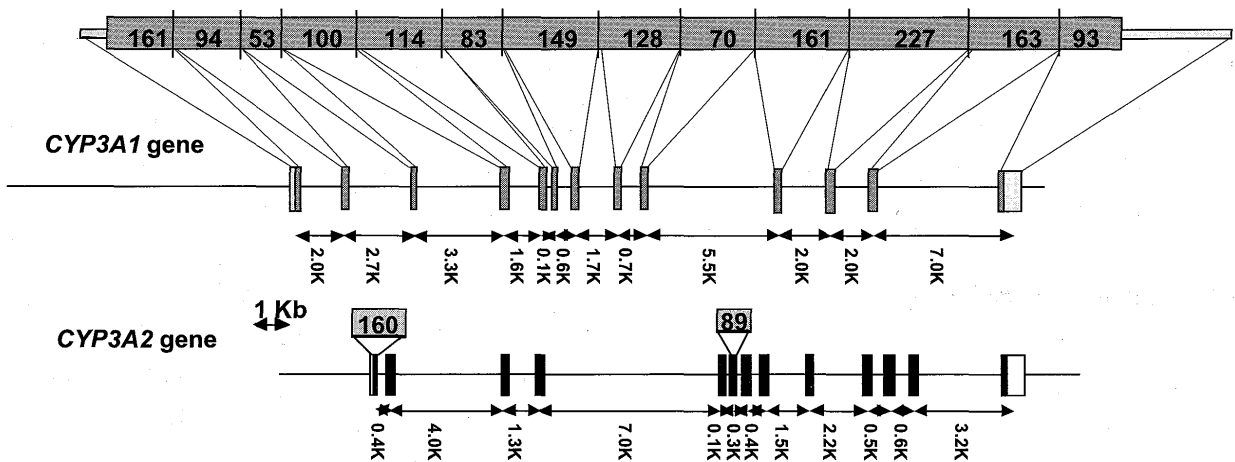 161 94 53 100 114 83 149 128 70 161 227 163 93
CYP3A1 gene
2.0K 2.7K 3.3K 1.6K 0.1K 0.6K 1.7K 0.7K 5.5K 2.0K 2.0K 7.0K
1 Kb
160 89
CYP3A2 gene
0.4K 4.0K 1.3K 7.0K 0.1K 0.3K 0.4K 1.5K 2.2K 0.5K 0.6K 3.2K